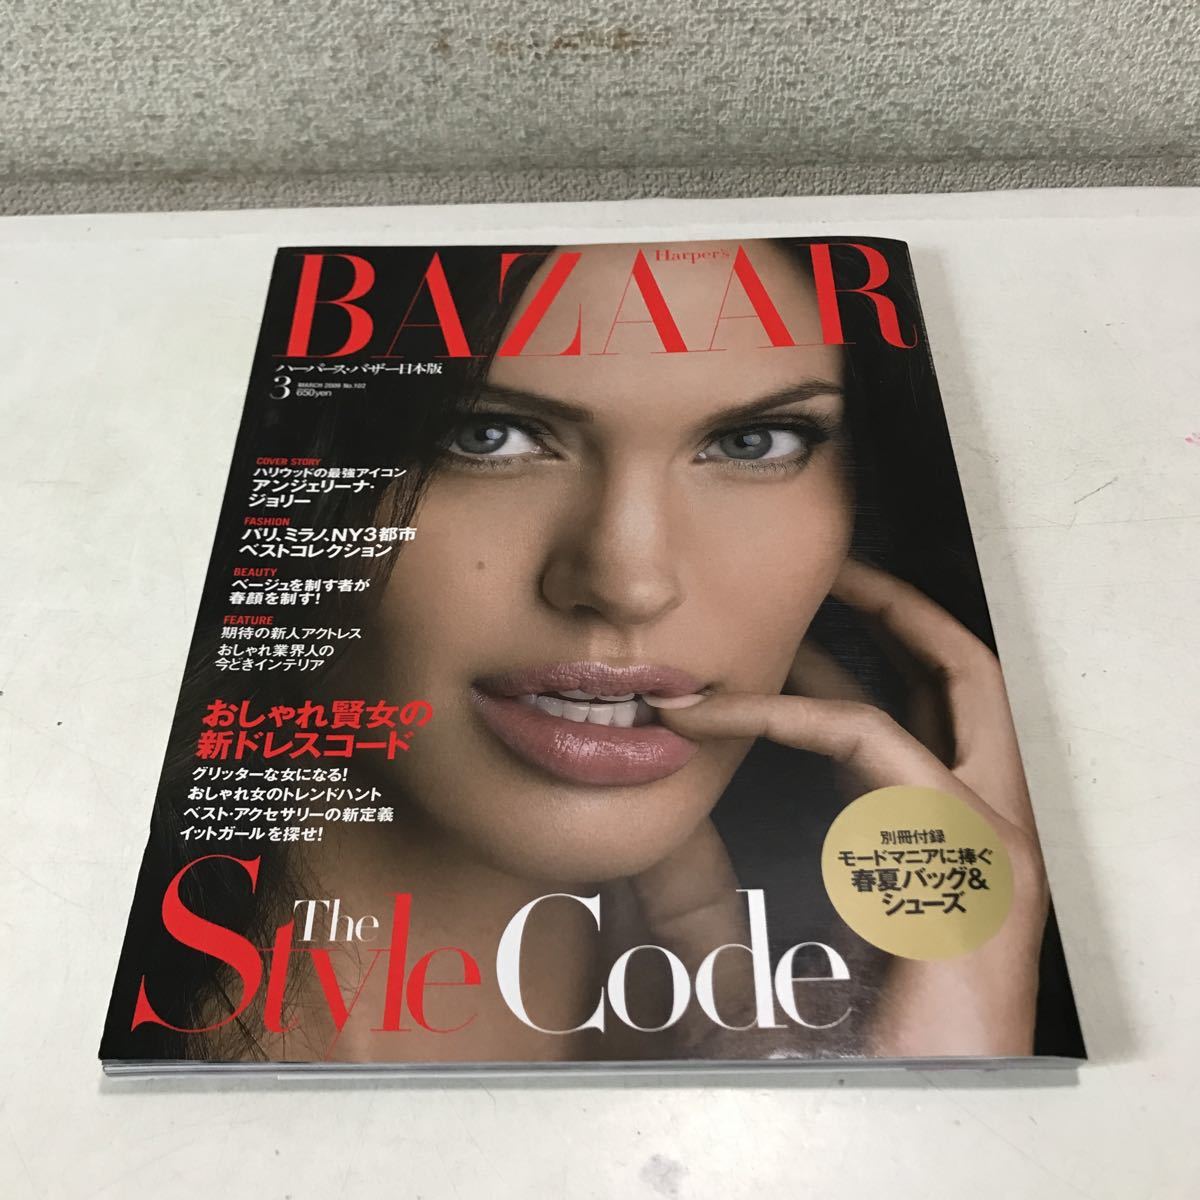 Harper's
BAZAAR
ハーパース・バザー日本版
3 MARCH 2009 No.102
650yen
COVER STORY
ハリウッドの最強アイコン
アンジェリーナ・
ジョリー
FASHION
パリ、ミラノ、NY3都市
ベストコレクション
BEAUTY
ベージュを制す者が
春顔を制す!
FEATURE
期待の新人アクトレス
おしゃれ業界人の
今どきインテリア
おしゃれ賢女の
新ドレスコード
グリッターな女になる!
おしゃれ女のトレンドハント
ベスト・アクセサリーの新定義
イットガールを探せ!
The
Style Code
別冊付録
モードマニアに捧ぐ
春夏バッグ&
シューズ